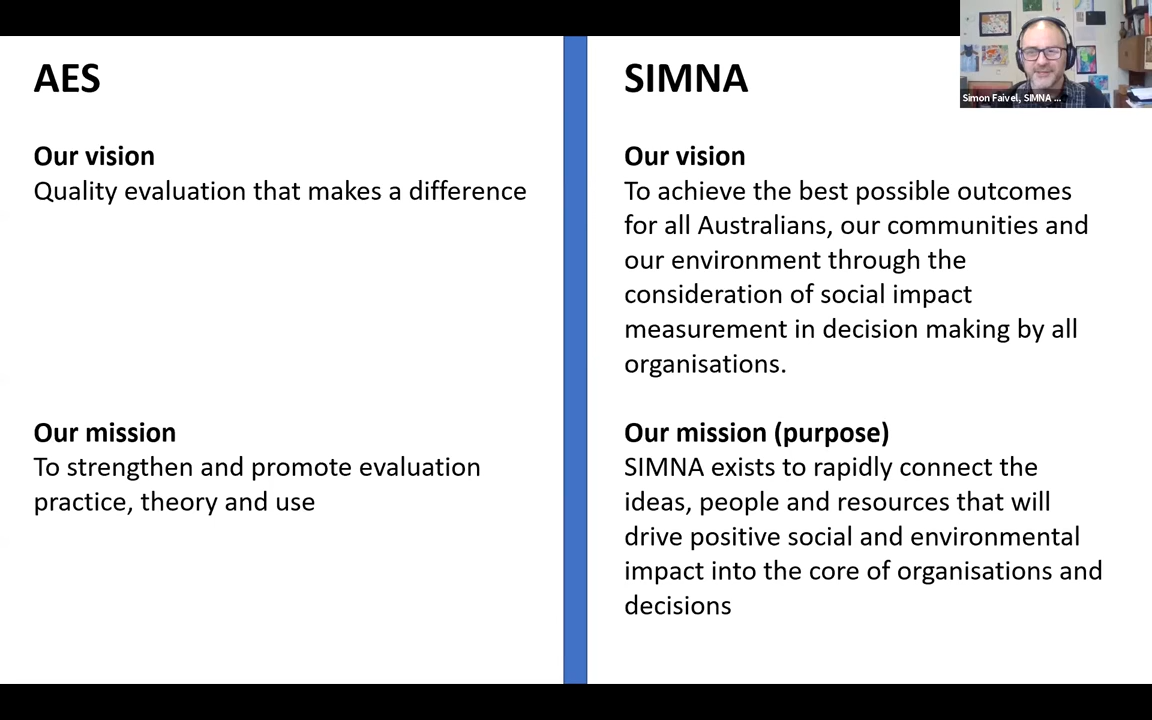 AES
Our vision
Quality evaluation that makes a difference
Our mission
To strengthen and promote evaluation
practice, theory and use
SIMNA
Our vision
To achieve the best possible outcomes
for all Australians, our communities and
our environment through the
consideration of social impact
measurement in decision making by all
organisations.
Our mission (purpose)
SIMNA exists to rapidly connect the
ideas, people and resources that will
drive positive social and environmental
impact into the core of organisations and
decisions
Simon Faivel, SIMNA ...